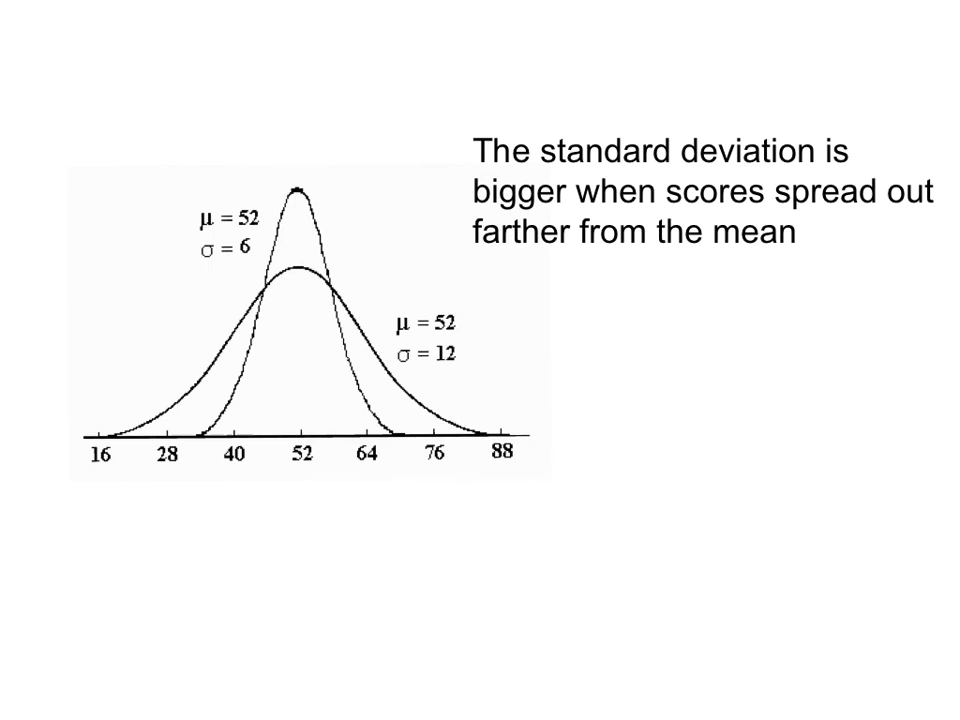 The standard deviation is
bigger when scores spread out
farther from the mean
μ = 52
σ = 6
μ = 52
σ = 12
16 28 40 52 64 76 88